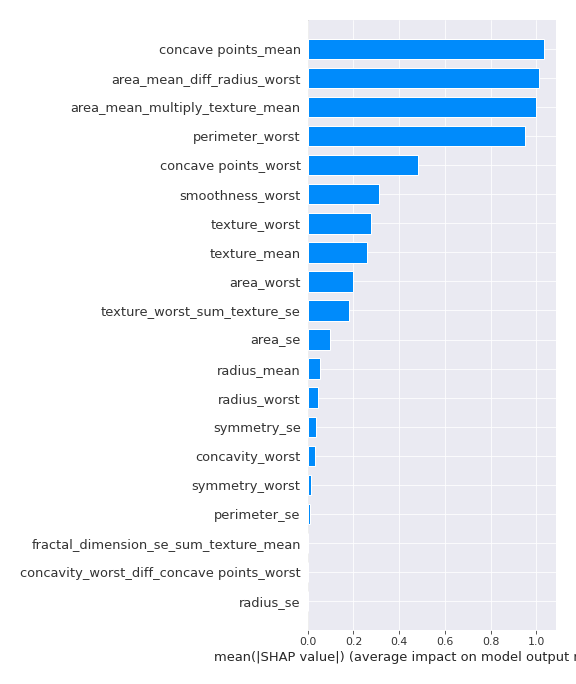 concave points_mean
area_mean_diff_radius_worst
area_mean_multiply_texture_mean
perimeter_worst
concave points_worst
smoothness_worst
texture_worst
texture_mean
area_worst
texture_worst_sum_texture_se
area_se
radius_mean
radius_worst
symmetry_se
concavity_worst
symmetry_worst
perimeter_se
fractal_dimension_se_sum_texture_mean
concavity_worst_diff_concave points_worst
radius_se
0.0 0.2 0.4 0.6 0.8 1.0
mean(|SHAP value|) (average impact on model output